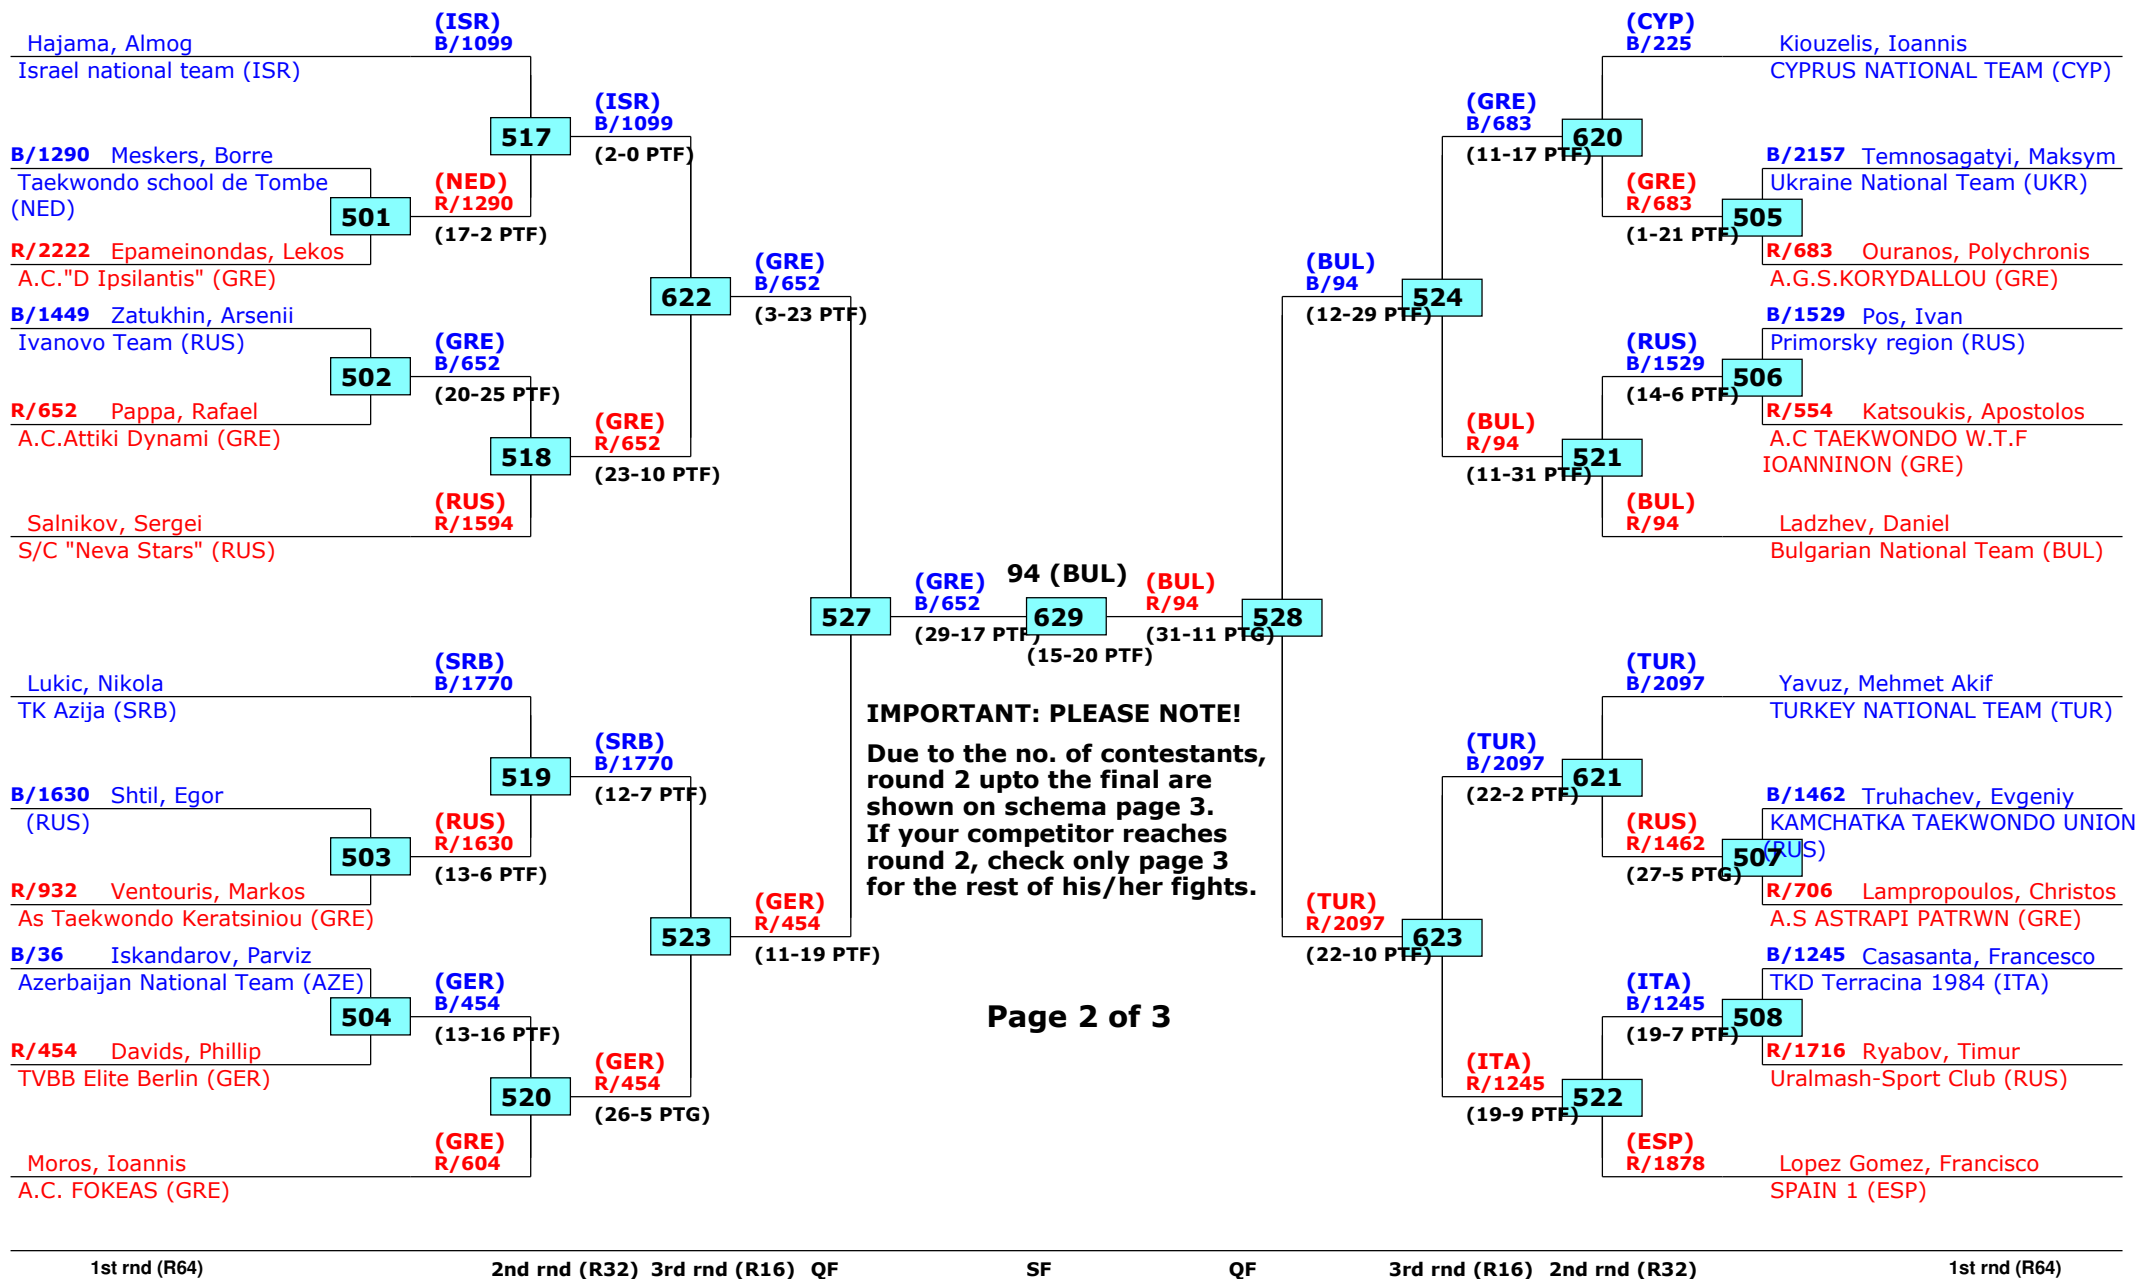 (ISR)
B/1099
Hajama, Almog
Israel national team (ISR)
B/1290 Meskers, Borre
Taekwondo school de Tombe
(NED)
501
R/2222 Epameinondas, Lekos
A.C."D Ipsilantis" (GRE)
(NED)
R/1290
(17-2 PTF)
517
(ISR)
B/1099
(2-0 PTF)
B/1449 Zatukhin, Arsenii
Ivanovo Team (RUS)
502
R/652 Pappa, Rafael
A.C.Attiki Dynami (GRE)
(GRE)
B/652
(20-25 PTF)
518
(GRE)
R/652
(23-10 PTF)
(RUS)
R/1594
Salnikov, Sergei
S/C "Neva Stars" (RUS)
622
(GRE)
B/652
(3-23 PTF)
(SRB)
B/1770
Lukic, Nikola
TK Azija (SRB)
B/1630 Shtil, Egor
(RUS)
503
R/932 Ventouris, Markos
As Taekwondo Keratsiniou (GRE)
(RUS)
R/1630
(13-6 PTF)
519
(SRB)
B/1770
(12-7 PTF)
B/36 Iskandarov, Parviz
Azerbaijan National Team (AZE)
504
R/454 Davids, Phillip
TVBB Elite Berlin (GER)
(GER)
B/454
(13-16 PTF)
520
(GER)
R/454
(26-5 PTG)
(GRE)
R/604
Moros, Ioannis
A.C. FOKEAS (GRE)
523
(GER)
R/454
(11-19 PTF)
527
(GRE)
B/652
(29-17 PTF)
94 (BUL)
629
(15-20 PTF)
(BUL)
R/94
(31-11 PTG)
528
IMPORTANT: PLEASE NOTE!
Due to the no. of contestants,
round 2 upto the final are
shown on schema page 3.
If your competitor reaches
round 2, check only page 3
for the rest of his/her fights.
Page 2 of 3
(CYP)
B/225
Kiouzelis, Ioannis
CYPRUS NATIONAL TEAM (CYP)
(GRE)
B/683
(11-17 PTF)
620
(GRE)
R/683
(1-21 PTF)
505
B/2157 Temnosagatyi, Maksym
Ukraine National Team (UKR)
R/683 Ouranos, Polychronis
A.G.S.KORYDALLOU (GRE)
(BUL)
B/94
(12-29 PTF)
524
B/1529 Pos, Ivan
Primorsky region (RUS)
(RUS)
B/1529
(14-6 PTF)
506
R/554 Katsoukis, Apostolos
A.C TAEKWONDO W.T.F
IOANNINON (GRE)
(BUL)
R/94
(11-31 PTF)
521
(BUL)
R/94
Ladzhev, Daniel
Bulgarian National Team (BUL)
(TUR)
B/2097
Yavuz, Mehmet Akif
TURKEY NATIONAL TEAM (TUR)
(TUR)
B/2097
(22-2 PTF)
621
(RUS)
R/1462
(27-5 PTG)
507
B/1462 Truhachev, Evgeniy
KAMCHATKA TAEKWONDO UNION
(RUS)
R/706 Lampropoulos, Christos
A.S ASTRAPI PATRWN (GRE)
(TUR)
R/2097
(22-10 PTF)
623
B/1245 Casasanta, Francesco
TKD Terracina 1984 (ITA)
(ITA)
B/1245
(19-7 PTF)
508
R/1716 Ryabov, Timur
Uralmash-Sport Club (RUS)
(ITA)
R/1245
(19-9 PTF)
522
(ESP)
R/1878
Lopez Gomez, Francisco
SPAIN 1 (ESP)
1st rnd (R64) 2nd rnd (R32) 3rd rnd (R16) QF SF QF 3rd rnd (R16) 2nd rnd (R32) 1st rnd (R64)